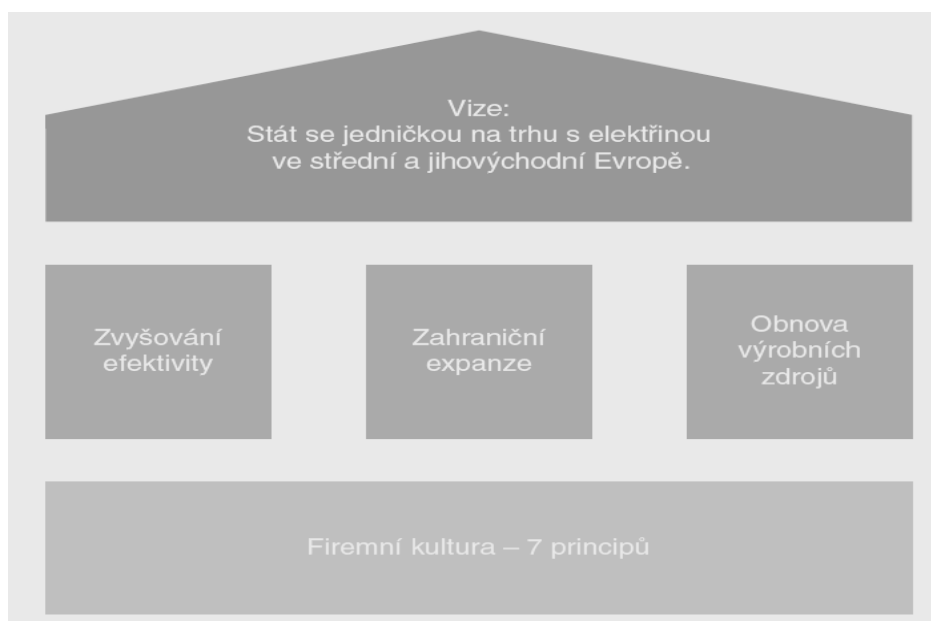 Vize:
Stát se jedničkou na trhu s elektřinou
ve střední a jihovýchodní Evropě.
Zvyšování
efektivity
Zahraniční
expanze
Obnova
výrobních
zdrojů
Firemní kultura – 7 principů